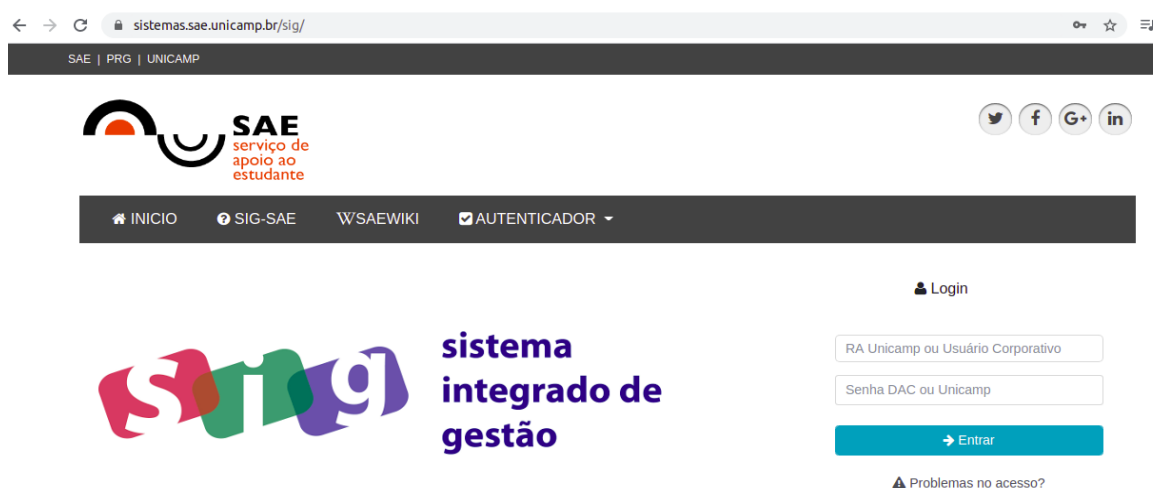 sistemas.sae.unicamp.br/sig/
SAE | PRG | UNICAMP
SAE
serviço de
apoio ao
estudante
INICIO SIG-SAE WSAEWIKI AUTENTICADOR
Login
sig
sistema
integrado de
gestão
RA Unicamp ou Usuário Corporativo
Senha DAC ou Unicamp
Entrar
Problemas no acesso?